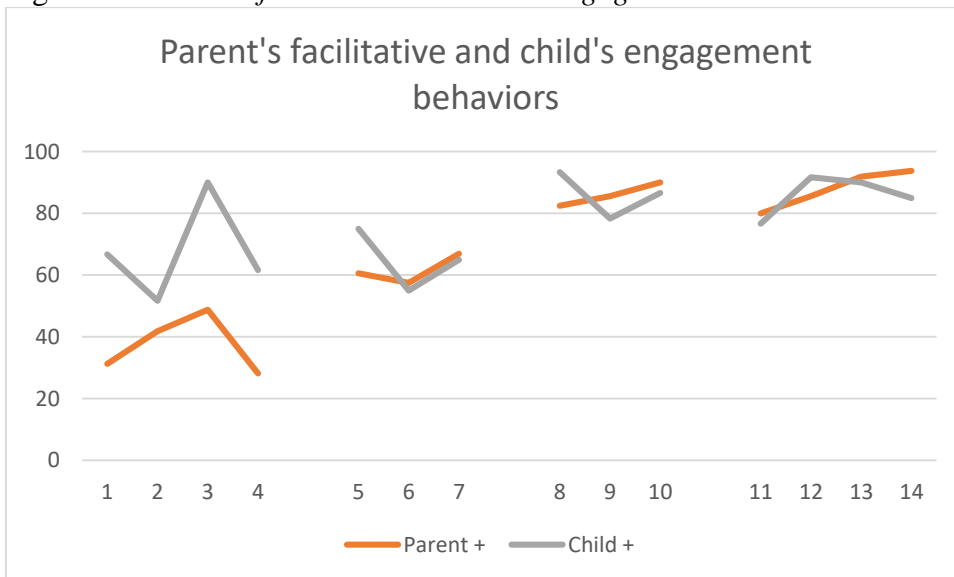 Parent's facilitative and child's engagement
behaviors
100
80
60
40
20
0
1 2 3 4 5 6 7 8 9 10 11 12 13 14
Parent + Child +